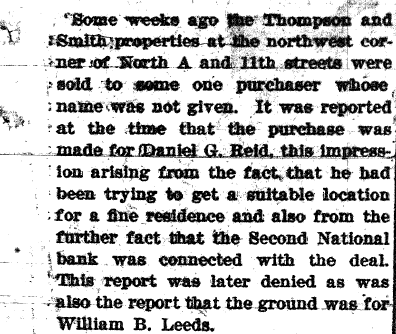 Some weeks ago the Thompson and
Smith properties at the northwest cor-
ner of North A and 11th streets were
sold to some one purchaser whose
name was not given. It was reported
at the time that the purchase was
made for Daniel G. Reid, this impress-
ion arising from the fact, that he had
been trying to get a suitable location
for a fine residence and also from the
further fact that the Second National
bank was connected with the deal.
This report was later denied as was
also the report that the ground was for
William B. Leeds.